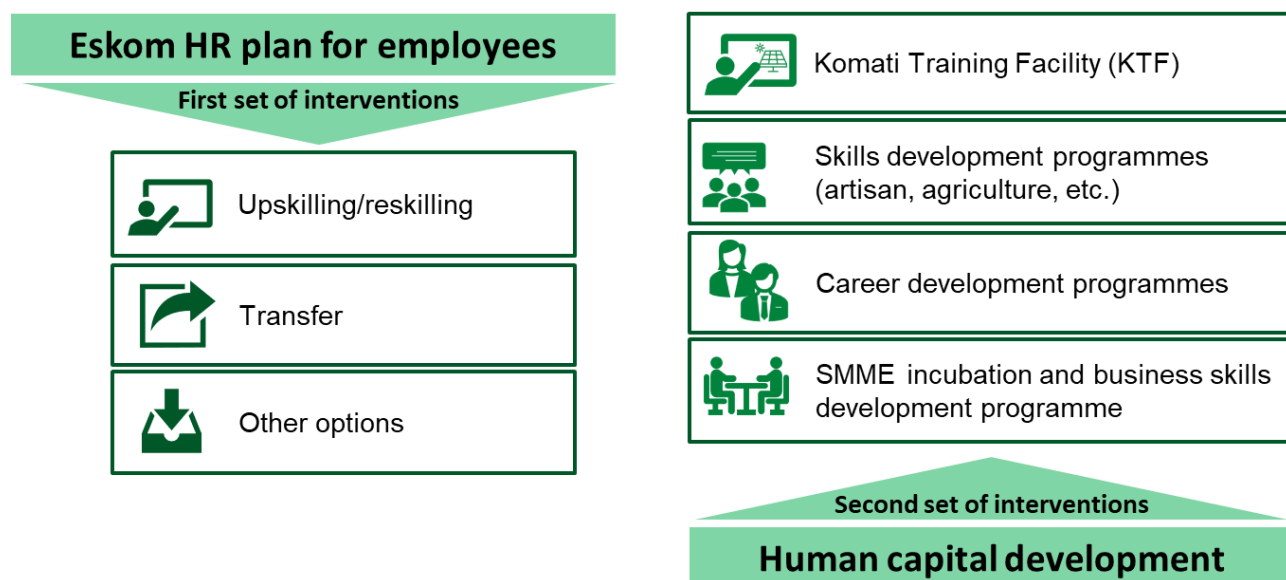 Eskom HR plan for employees
First set of interventions
Upskilling/reskilling
Transfer
Other options
Komati Training Facility (KTF)
Skills development programmes
(artisan, agriculture, etc.)
Career development programmes
SMME incubation and business skills
development programme
Second set of interventions
Human capital development